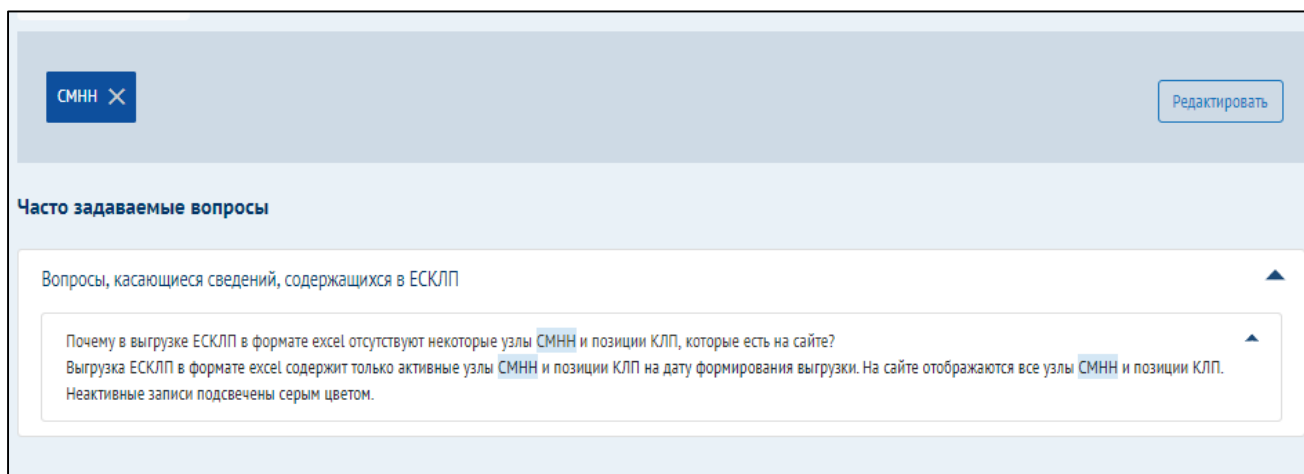 СМНН
Редактировать
Часто задаваемые вопросы
Вопросы, касающиеся сведений, содержащихся в ЕСКЛП
Почему в выгрузке ЕСКЛП в формате excel отсутствуют некоторые узлы СМНН и позиции КЛП, которые есть на сайте?
Выгрузка ЕСКЛП в формате excel содержит только активные узлы СМНН и позиции КЛП на дату формирования выгрузки. На сайте отображаются все узлы СМНН и позиции КЛП.
Неактивные записи подсвечены серым цветом.